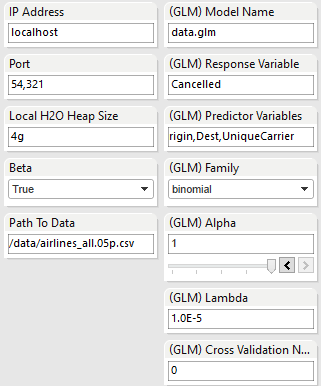 IP Address
localhost
Port
54,321
Local H2O Heap Size
4g
Beta
True
Path To Data
/data/airlines_all.05p.csv
(GLM) Model Name
data.glm
(GLM) Response Variable
Cancelled
(GLM) Predictor Variables
rigin,Dest,UniqueCarrier
(GLM) Family
binomial
(GLM) Alpha
1
(GLM) Lambda
1.0E-5
(GLM) Cross Validation N...
0